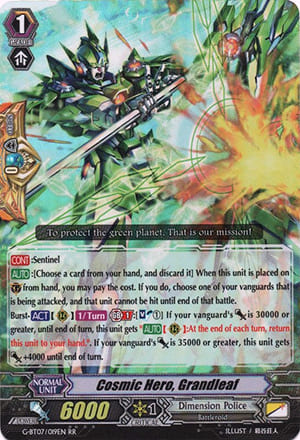 1
To protect the green planet. That is our mission!
CONT :Sentinel
AUTO :[Choose a card from your hand, and discard it] When this unit is placed on
from your hand, you may pay the cost. If you do, choose one of your vanguards that
is being attacked, and that unit cannot be hit until end of that battle.
Burst- ACT [ ] 1/Turn [ ] If your vanguard's is 30000 or
greater, until end of turn, this unit gets "AUTO [ ]:At the end of each turn, return
this unit to your hand.". If your vanguard's is 35000 or greater, this unit gets
+4000 until end of turn.
NORMAL UNIT
Cosmic Hero, Grandleaf
6000
1
CRITICAL
Dimension Police
Battleroid
G-BT07/019EN RR
ILLUST /